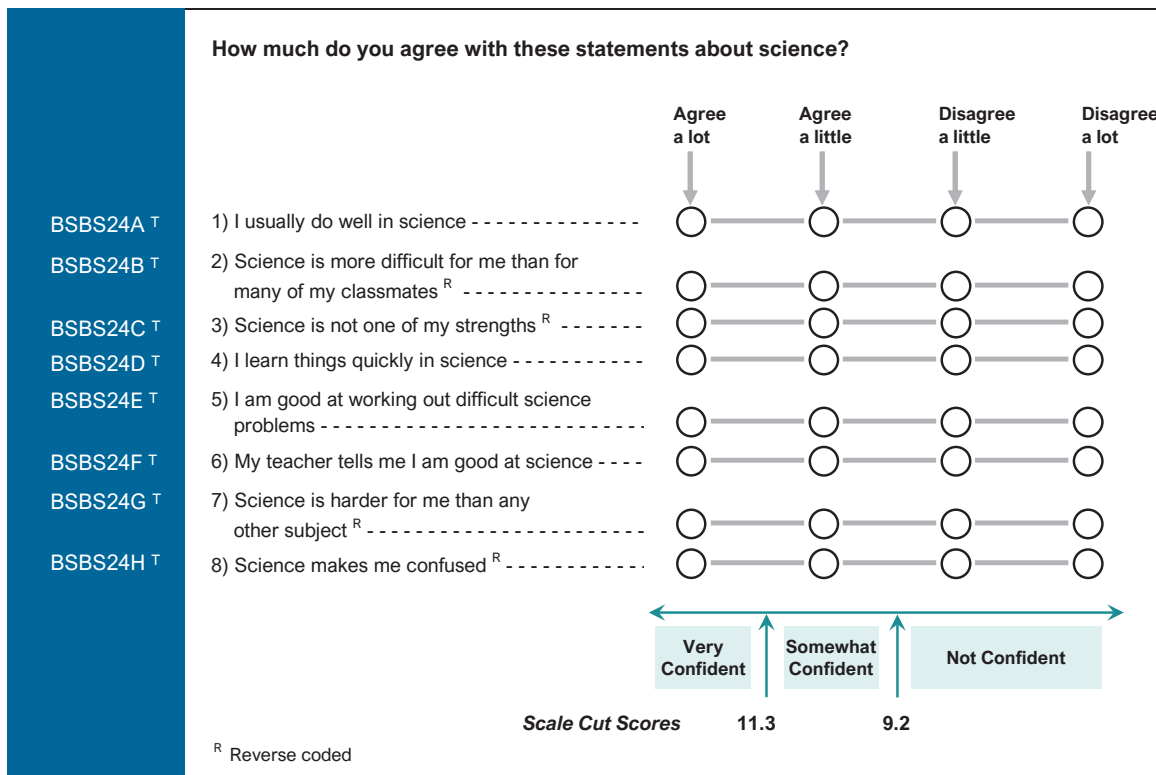 How much do you agree with these statements about science?
Agree a lot
Agree a little
Disagree a little
Disagree a lot
BSBS24A T
1) I usually do well in science
BSBS24B T
2) Science is more difficult for me than for
many of my classmates R
BSBS24C T
3) Science is not one of my strengths R
BSBS24D T
4) I learn things quickly in science
BSBS24E T
5) I am good at working out difficult science
problems
BSBS24F T
6) My teacher tells me I am good at science
BSBS24G T
7) Science is harder for me than any
other subject R
BSBS24H T
8) Science makes me confused R
Very
Confident
Somewhat
Confident
Not Confident
Scale Cut Scores 11.3 9.2
R Reverse coded